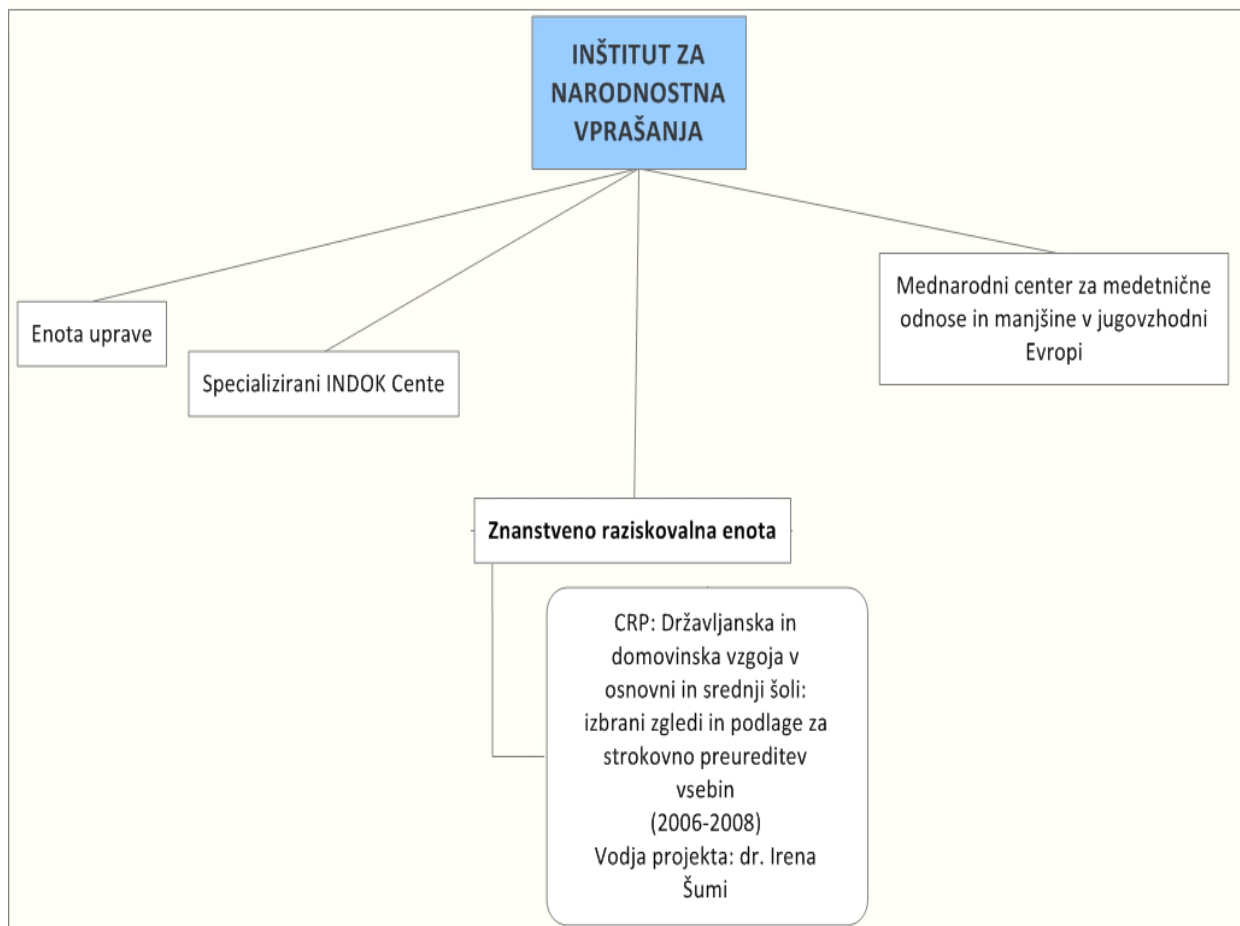 INŠTITUT ZA
NARODNOSTNA
VPRAŠANJA
Mednarodni center za medetnične
odnose in manjšine v jugovzhodni
Evropi
Enota uprave
Specializirani INDOK Cente
Znanstveno raziskovalna enota
CRP: Državljanska in
domovinska vzgoja v
osnovni in srednji šoli:
izbrani zgledi in podlage za
strokovno preureditev
vsebin
(2006-2008)
Vodja projekta: dr. Irena
Šumi